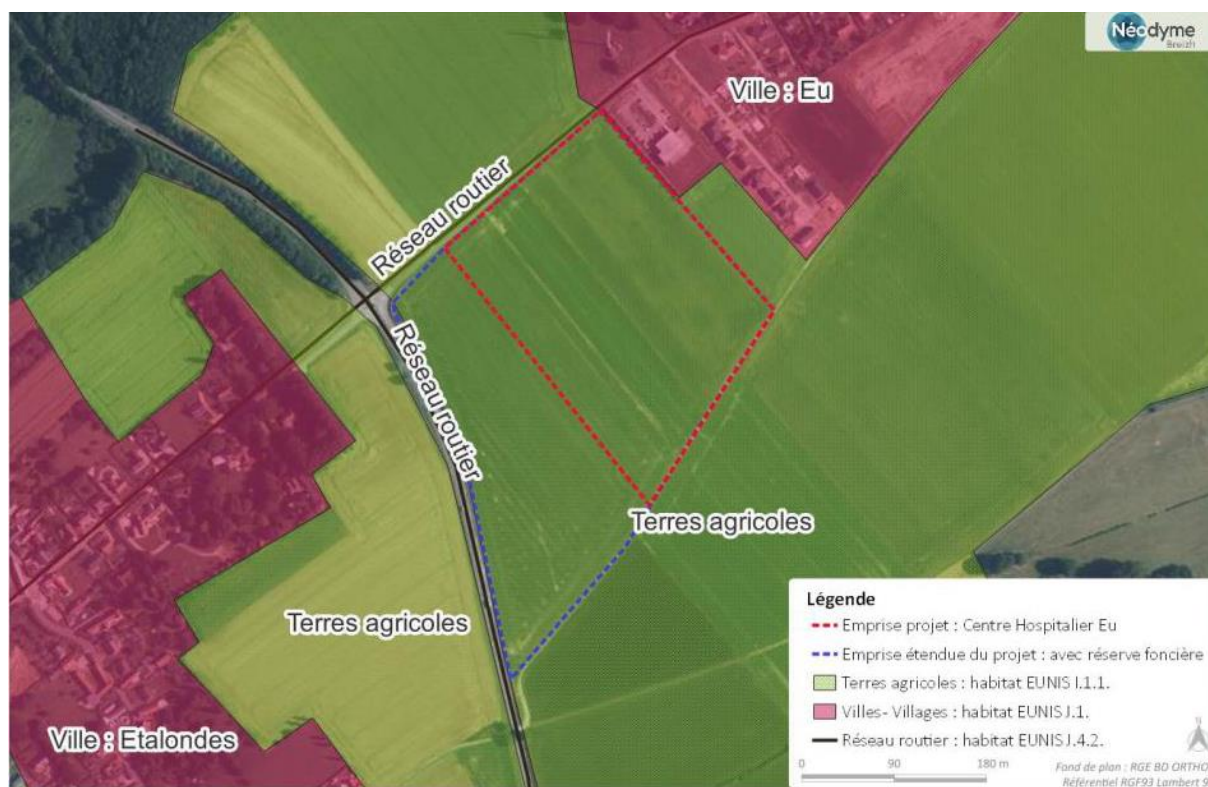 Néodyme
Breizh
Ville : Eu
Réseau routier
Réseau routier
Terres agricoles
Terres agricoles
Ville : Etalondes
Légende
Emprise projet : Centre Hospitalier Eu
Emprise étendue du projet : avec réserve foncière
Terres agricoles : habitat EUNIS I.1.1.
Villes- Villages : habitat EUNIS J.1.
Réseau routier : habitat EUNIS J.4.2.
0 90 180 m
Fond de plan : RGE BD ORTHO
Référentiel RGF93 Lambert 9